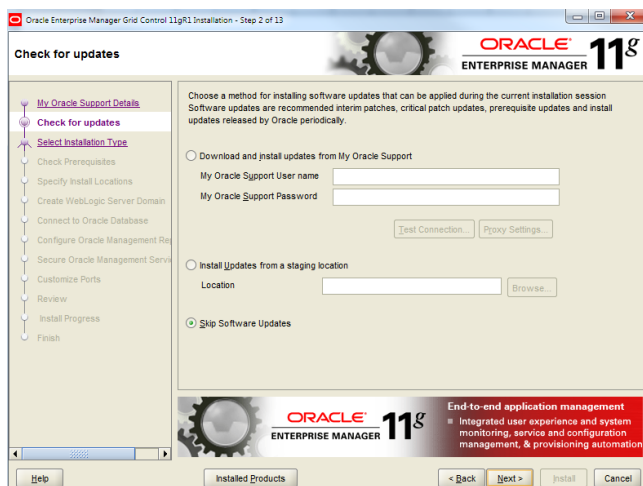 Oracle Enterprise Manager Grid Control 11gR1 Installation - Step 2 of 13
Check for updates
ORACLE
ENTERPRISE MANAGER 11g
My Oracle Support Details
Check for updates
Select Installation Type
Check Prerequisites
Specify Install Locations
Create WebLogic Server Domain
Connect to Oracle Database
Configure Oracle Management Re
Secure Oracle Management Servi
Customize Ports
Review
Install Progress
Finish
Choose a method for installing software updates that can be applied during the current installation session
Software updates are recommended interim patches, critical patch updates, prerequisite updates and install
updates released by Oracle periodically.
Download and install updates from My Oracle Support
My Oracle Support User name
My Oracle Support Password
Test Connection... Proxy Settings...
Install Updates from a staging location
Location Browse...
Skip Software Updates
ORACLE
ENTERPRISE MANAGER 11g
End-to-end application management
Integrated user experience and system
monitoring, service and configuration
management, & provisioning automation
Help Installed Products < Back Next > Install Cancel